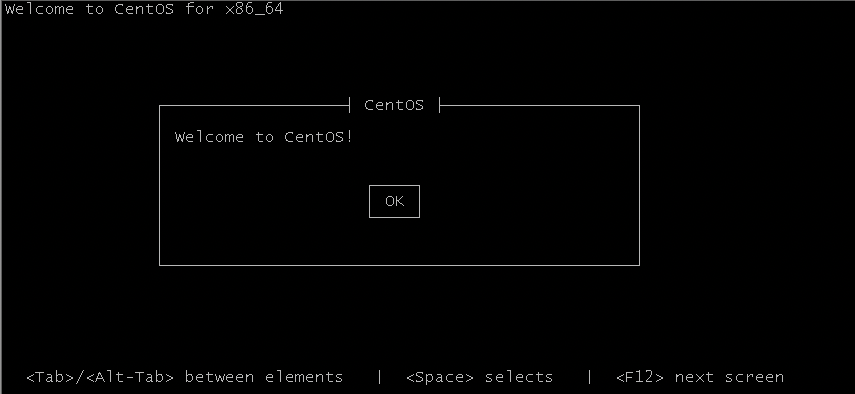 Welcome to CentOS for x86_64
CentOS
Welcome to CentOS!
OK
<Tab>/<Alt-Tab> between elements | <Space> selects | <F12> next screen